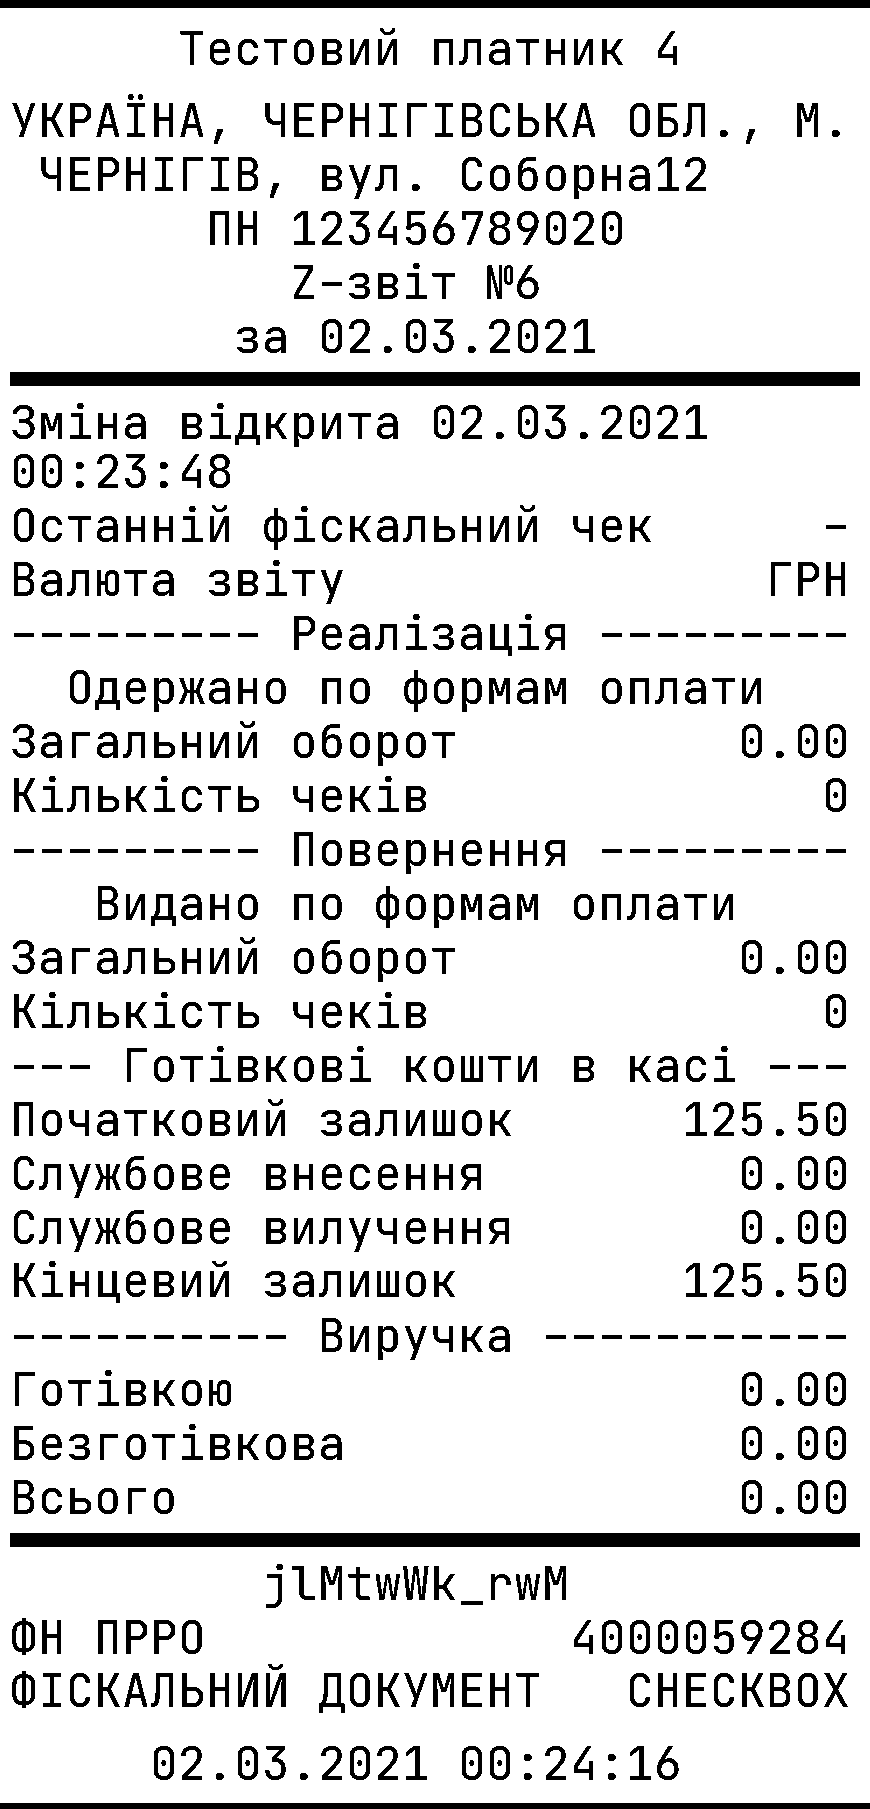 Тестовий платник 4
УКРАЇНА, ЧЕРНІГІВСЬКА ОБЛ., М.
ЧЕРНІГІВ, вул. Соборна12
ПН 123456789020
Z-звіт №6
за 02.03.2021
Зміна відкрита 02.03.2021
00:23:48
Останній фіскальний чек -
Валюта звіту ГРН
--------- Реалізація ---------
Одержано по формам оплати
Загальний оборот 0.00
Кількість чеків 0
--------- Повернення ---------
Видано по формам оплати
Загальний оборот 0.00
Кількість чеків 0
--- Готівкові кошти в касі ---
Початковий залишок 125.50
Службове внесення 0.00
Службове вилучення 0.00
Кінцевий залишок 125.50
---------- Виручка -----------
Готівкою 0.00
Безготівкова 0.00
Всього 0.00
jlMtwWk_rwM
ФН ПРРО 4000059284
ФІСКАЛЬНИЙ ДОКУМЕНТ CHECKBOX
02.03.2021 00:24:16